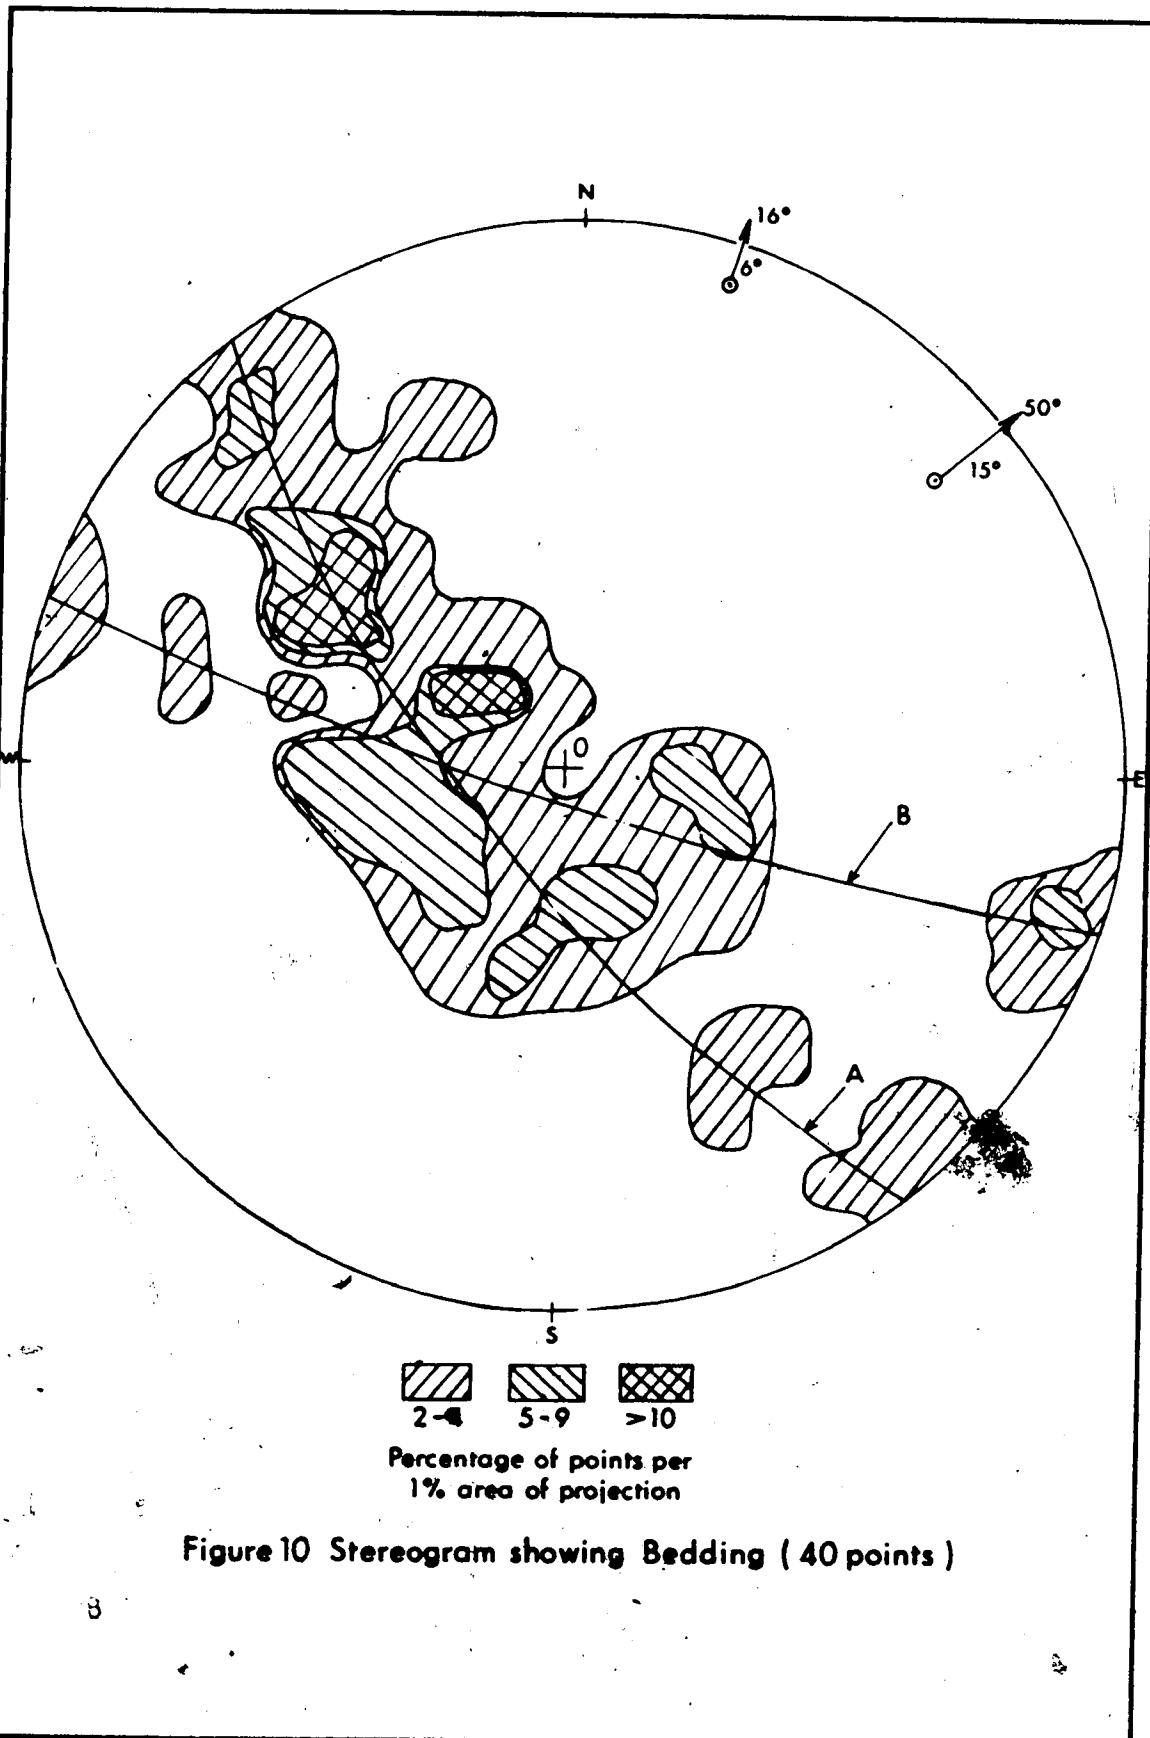 N
16°
6°
50°
15°
W
O
E
B
A
S
2-4 5-9 >10
Percentage of points per
1% area of projection
Figure 10 Stereogram showing Bedding ( 40 points )